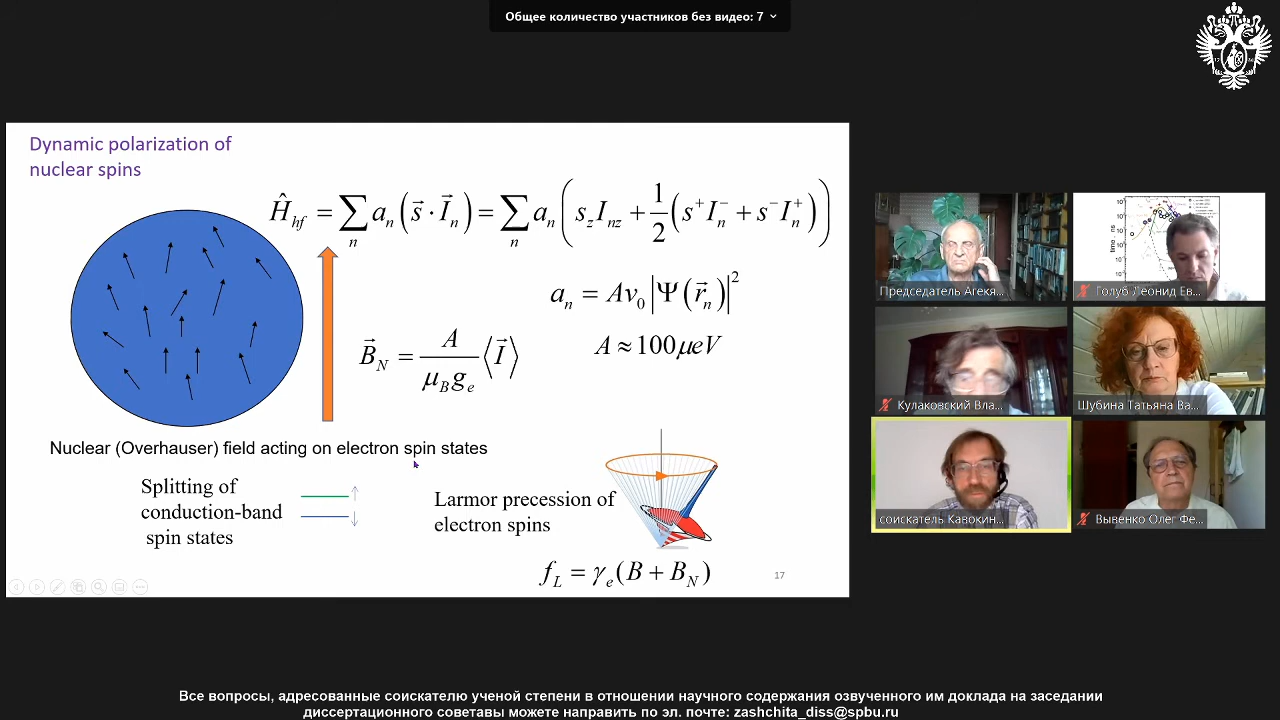 Общее количество участников без видео: 7
Dynamic polarization of
nuclear spins
Ĥ_hf = ∑_n a_n (s⃗ · I⃗_n) = ∑_n a_n (s_z I_nz + 1/2 (s⁺I_n⁻ + s⁻I_n⁺))
a_n = Av_0 |Ψ(r⃗_n)|²
B⃗_N = A / μ_B g_e ⟨I⃗⟩
A ≈ 100μeV
Nuclear (Overhauser) field acting on electron spin states
Splitting of
conduction-band
spin states
Larmor precession of
electron spins
f_L = γ_e(B + B_N)
17
Председатель Агекя...
Голуб Леонид Ев...
Кулаковский Вла...
Шубина Татьяна Ва...
соискатель Кавокин...
Вывенко Олег Фе...
Все вопросы, адресованные соискателю ученой степени в отношении научного содержания озвученного им доклада на заседании
диссертационного советавы можете направить по эл. почте: zashchita_diss@spbu.ru